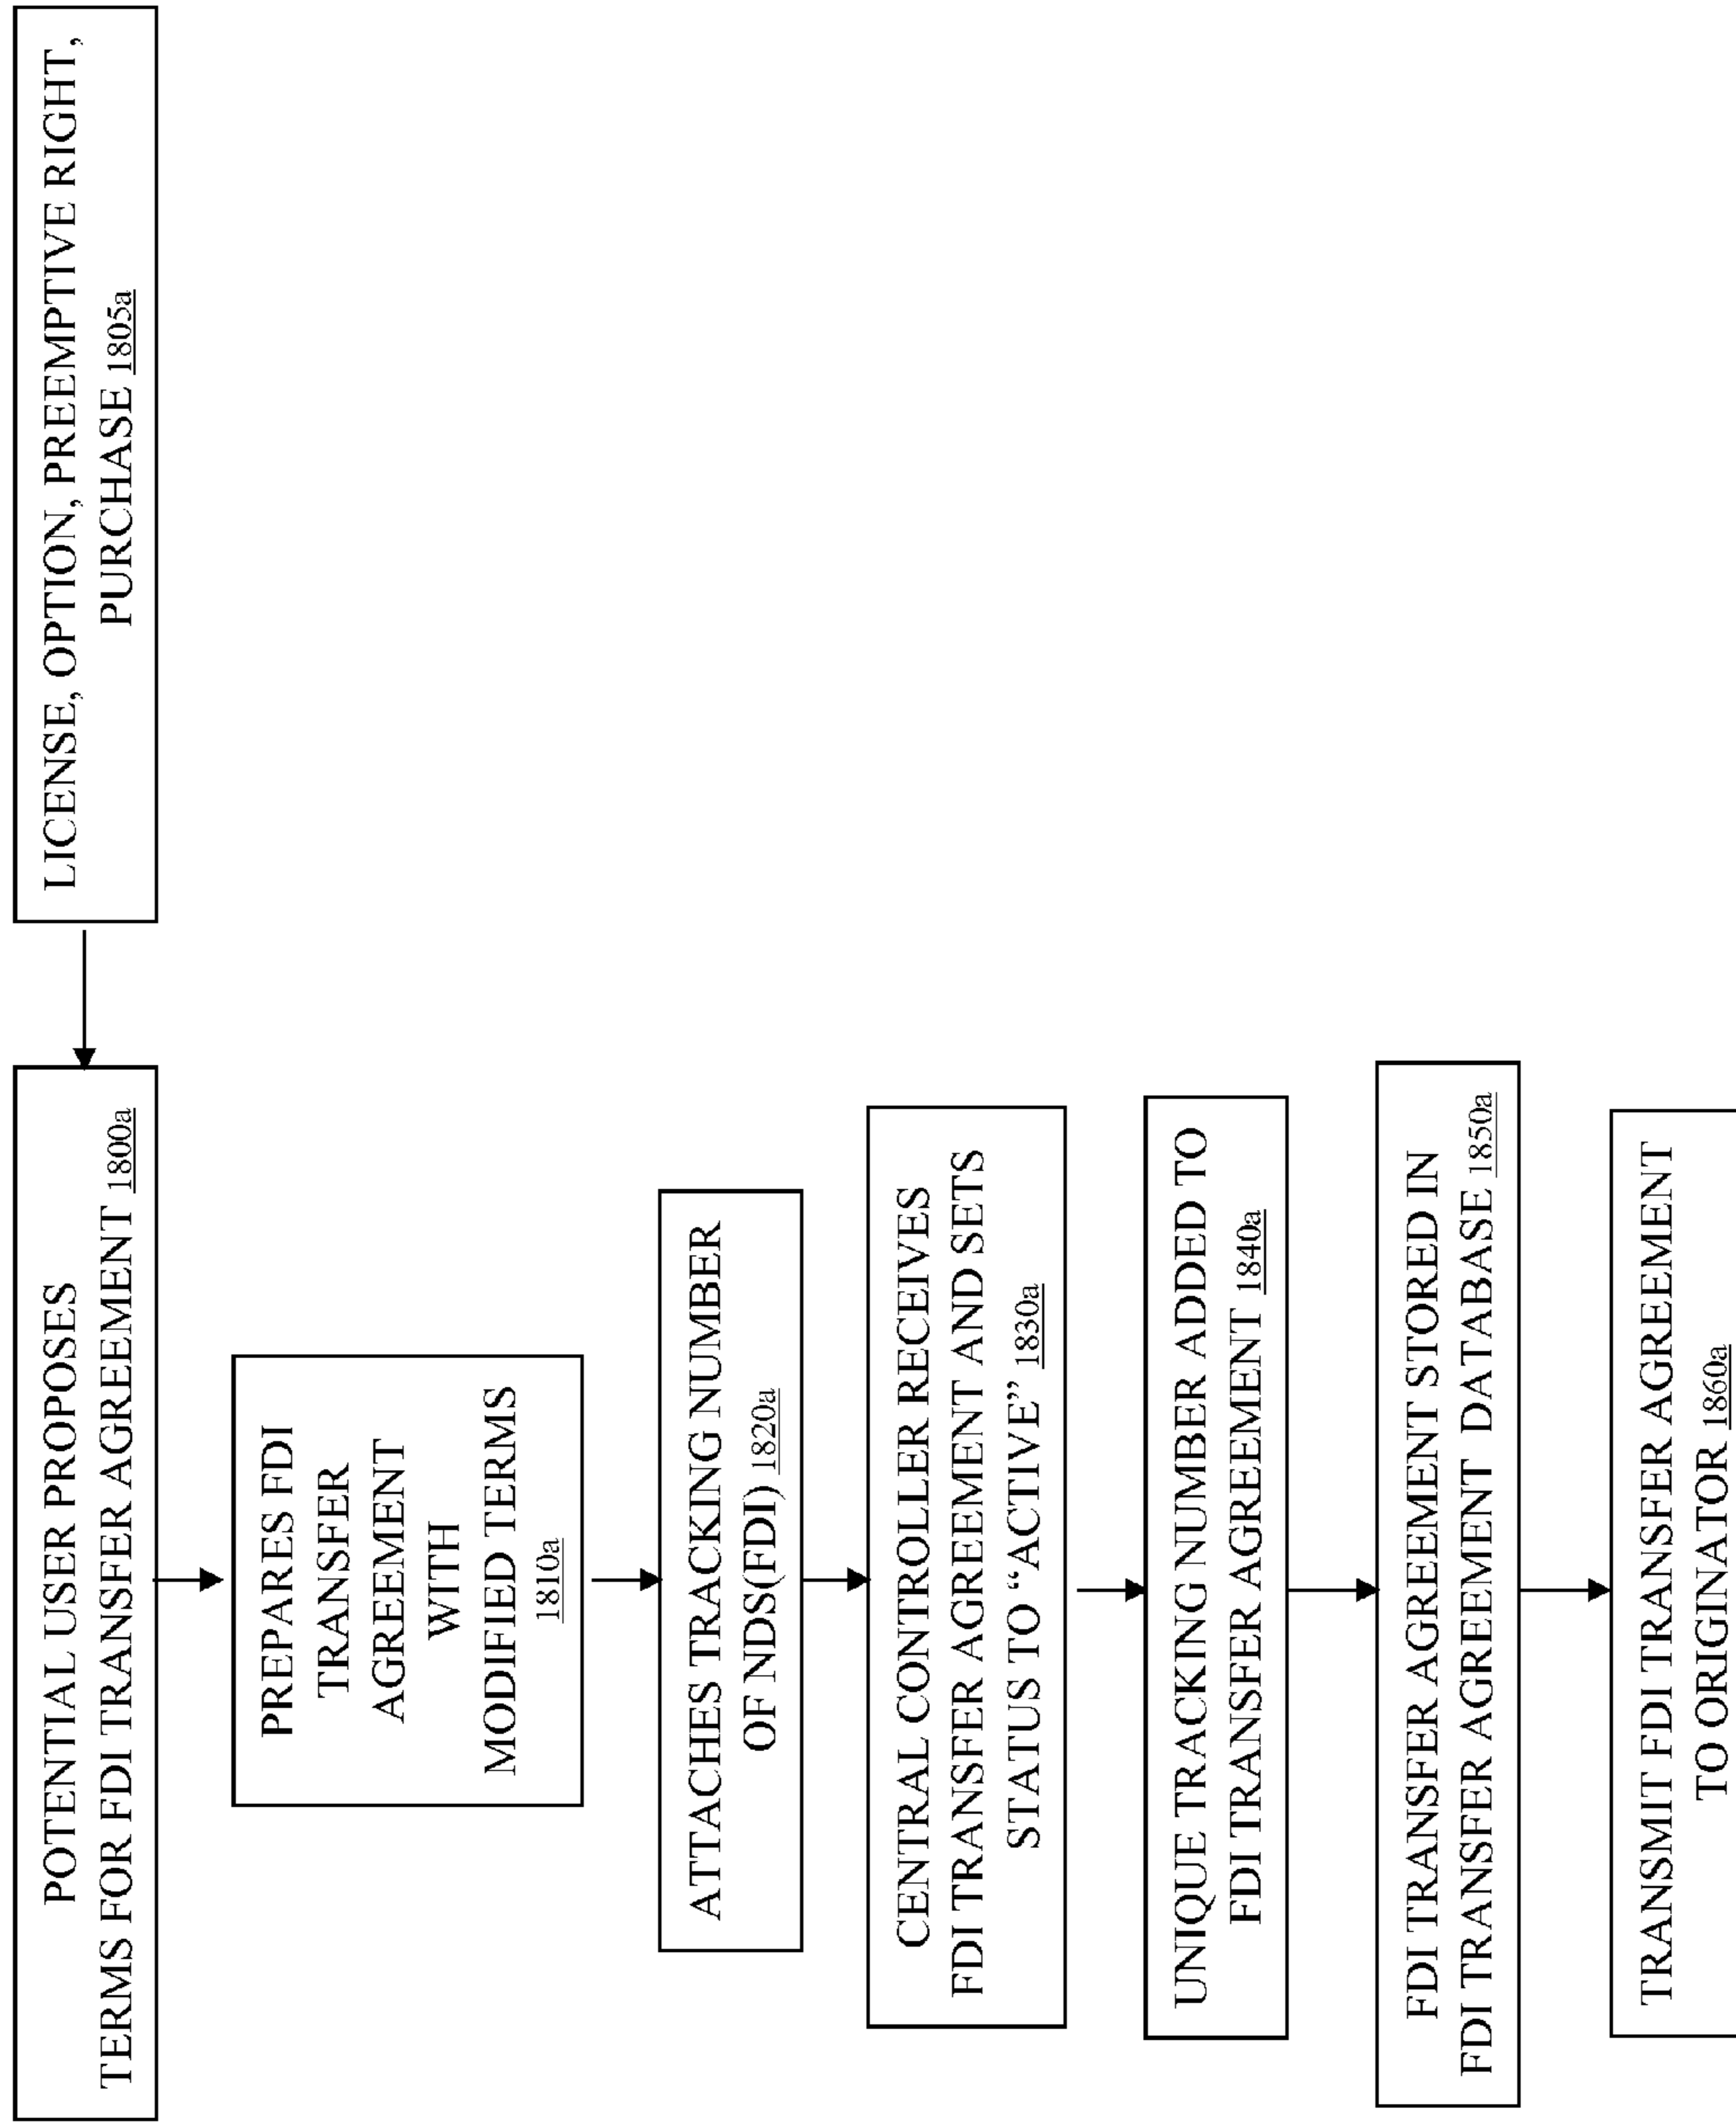 POTENTIAL USER PROPOSES
TERMS FOR FDI TRANSFER AGREEMENT 1800a
LICENSE, OPTION, PREEMPTIVE RIGHT,
PURCHASE 1805a
PREPARES FDI
TRANSFER
AGREEMENT
WITH
MODIFIED TERMS
1810a
ATTACHES TRACKING NUMBER
OF NDS(FDI) 1820a
CENTRAL CONTROLLER RECEIVES
FDI TRANSFER AGREEMENT AND SETS
STATUS TO “ACTIVE” 1830a
UNIQUE TRACKING NUMBER ADDED TO
FDI TRANSFER AGREEMENT 1840a
FDI TRANSFER AGREEMENT STORED IN
FDI TRANSFER AGREEMENT DATABASE 1850a
TRANSMIT FDI TRANSFER AGREEMENT
TO ORIGINATOR 1860a